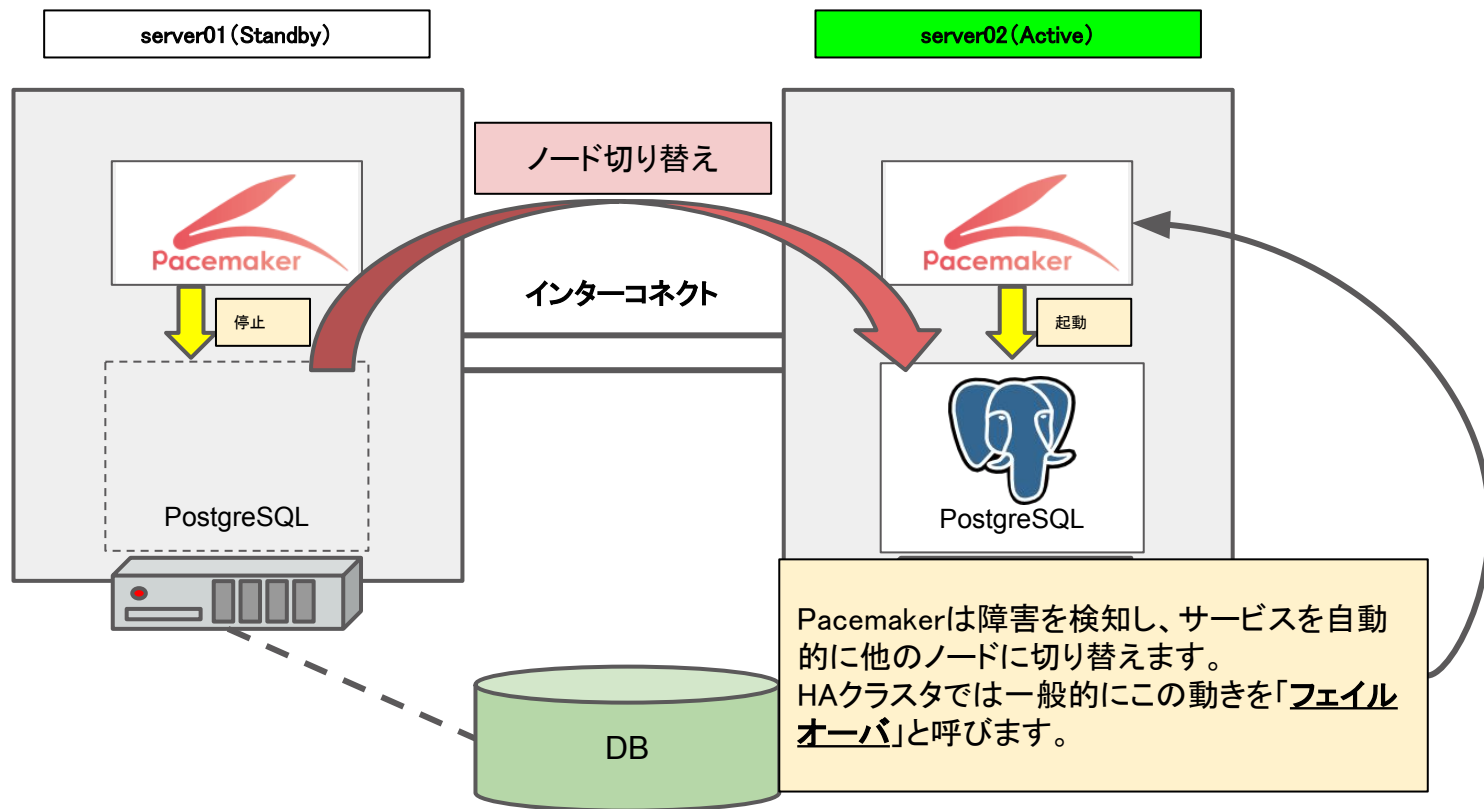 server01(Standby)
server02(Active)
ノード切り替え
Pacemaker
Pacemaker
インターコネクト
停止
起動
PostgreSQL
PostgreSQL
Pacemakerは障害を検知し、サービスを自動
的に他のノードに切り替えます。
HAクラスタでは一般的にこの動きを「フェイル
オーバ」と呼びます。
DB